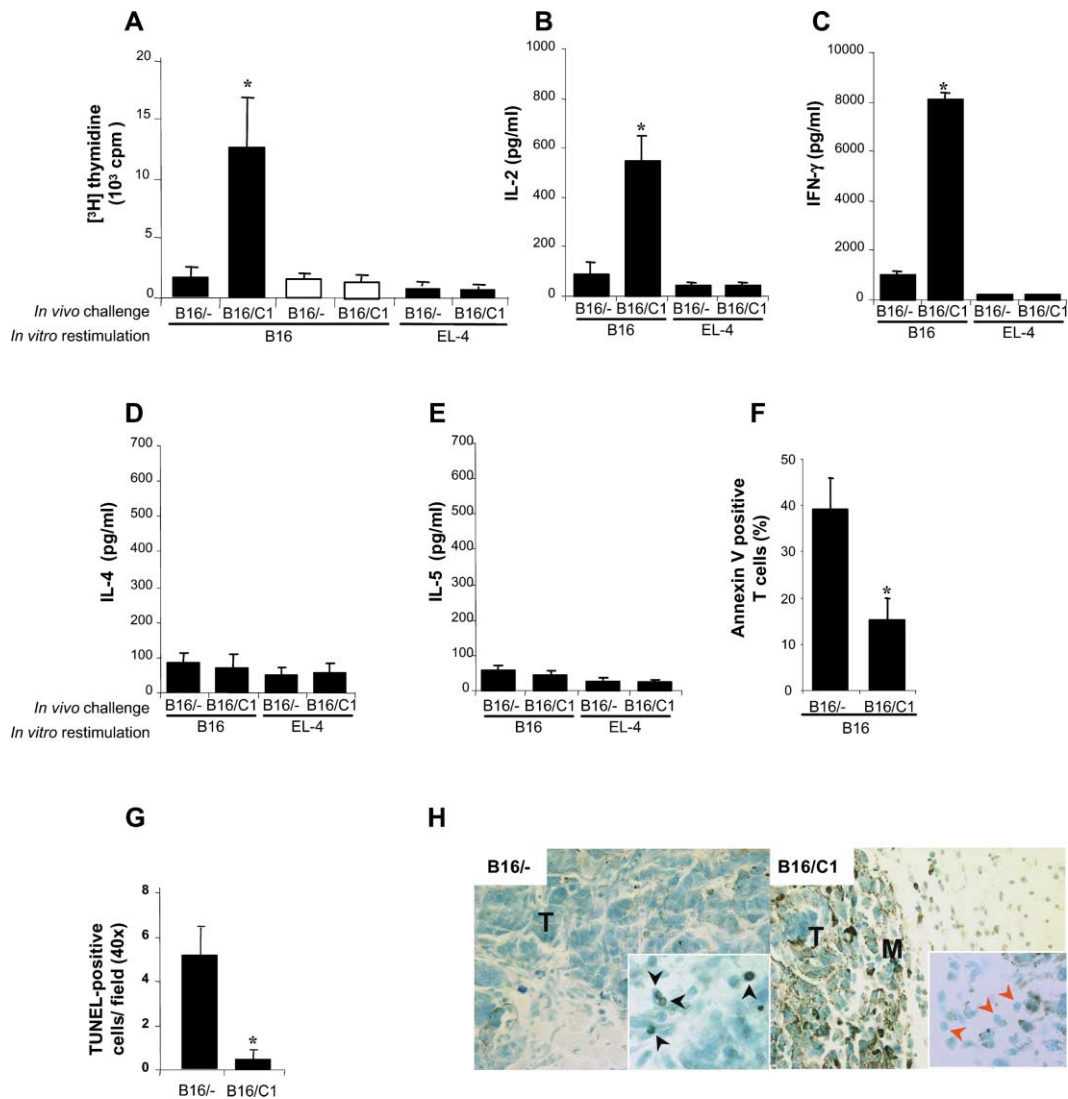 A
[³H] thymidine
(10³ cpm )
20
15
10
5
0
*
In vivo challenge
B16/- B16/C1 B16/- B16/C1 B16/- B16/C1
In vitro restimulation
B16 EL-4
B
IL-2 (pg/ml)
1000
800
600
400
200
0
*
B16/- B16/C1 B16/- B16/C1
B16 EL-4
C
IFN-γ (pg/ml)
10000
8000
6000
4000
2000
0
*
B16/- B16/C1 B16/- B16/C1
B16 EL-4
D
IL-4 (pg/ml)
700
600
500
400
300
200
100
0
In vivo challenge
B16/- B16/C1 B16/- B16/C1
In vitro restimulation
B16 EL-4
E
IL-5 (pg/ml)
700
600
500
400
300
200
100
0
B16/- B16/C1 B16/- B16/C1
B16 EL-4
F
Annexin V positive
T cells (%)
50
40
30
20
10
0
*
B16/- B16/C1
B16
G
TUNEL-positive
cells/ field (40x)
8
6
4
2
0
*
B16/- B16/C1
H
B16/-
T
B16/C1
T
M